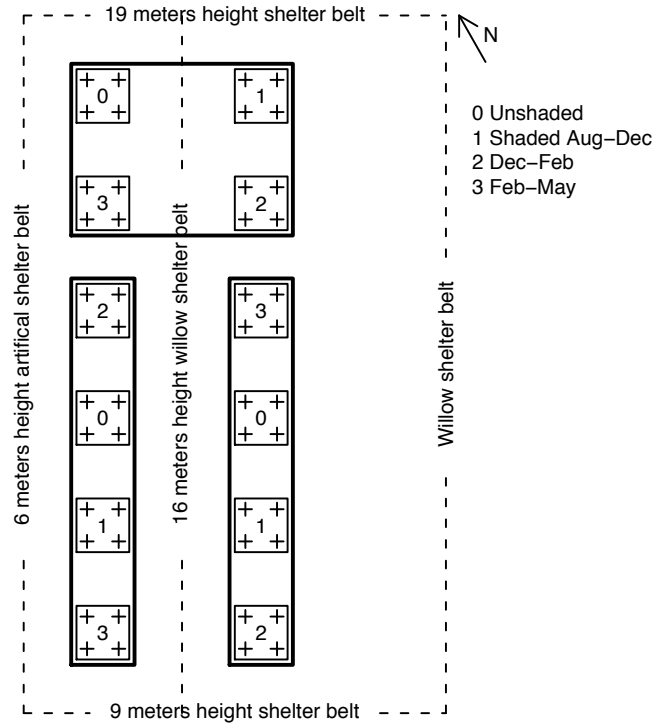 19 meters height shelter belt
N
0 Unshaded
1 Shaded Aug−Dec
2 Dec−Feb
3 Feb−May
0
1
3
2
6 meters height artifical shelter belt
16 meters height willow shelter belt
Willow shelter belt
2
3
0
0
1
1
3
2
9 meters height shelter belt